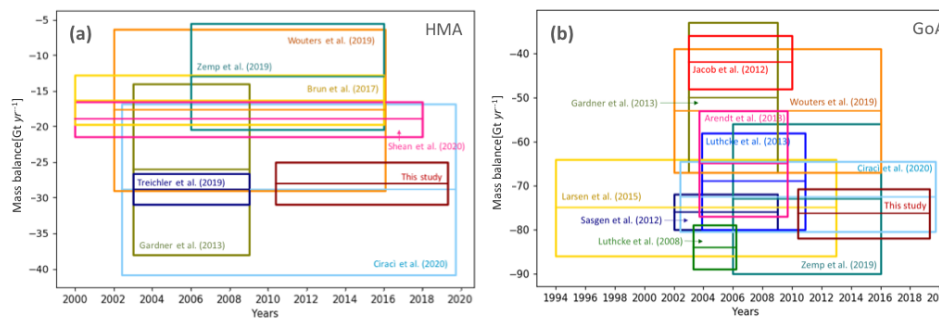 (a)
HMA
Mass balance[Gt yr⁻¹]
−5
−10
−15
−20
−25
−30
−35
−40
Wouters et al. (2019)
Zemp et al. (2019)
Brun et al. (2017)
Shean et al. (2020)
Treichler et al. (2019)
This study
Gardner et al. (2013)
Ciraci et al. (2020)
2000 2002 2004 2006 2008 2010 2012 2014 2016 2018 2020
Years
(b)
GoA
Mass balance[Gt yr⁻¹]
−40
−50
−60
−70
−80
−90
Jacob et al. (2012)
Gardner et al. (2013)
Wouters et al. (2019)
Arendt et al. (2013)
Luthcke et al. (2013)
Ciraci et al. (2020)
Larsen et al. (2015)
This study
Sasgen et al. (2012)
Luthcke et al. (2008)
Zemp et al. (2019)
1994 1996 1998 2000 2002 2004 2006 2008 2010 2012 2014 2016 2018 20
Years